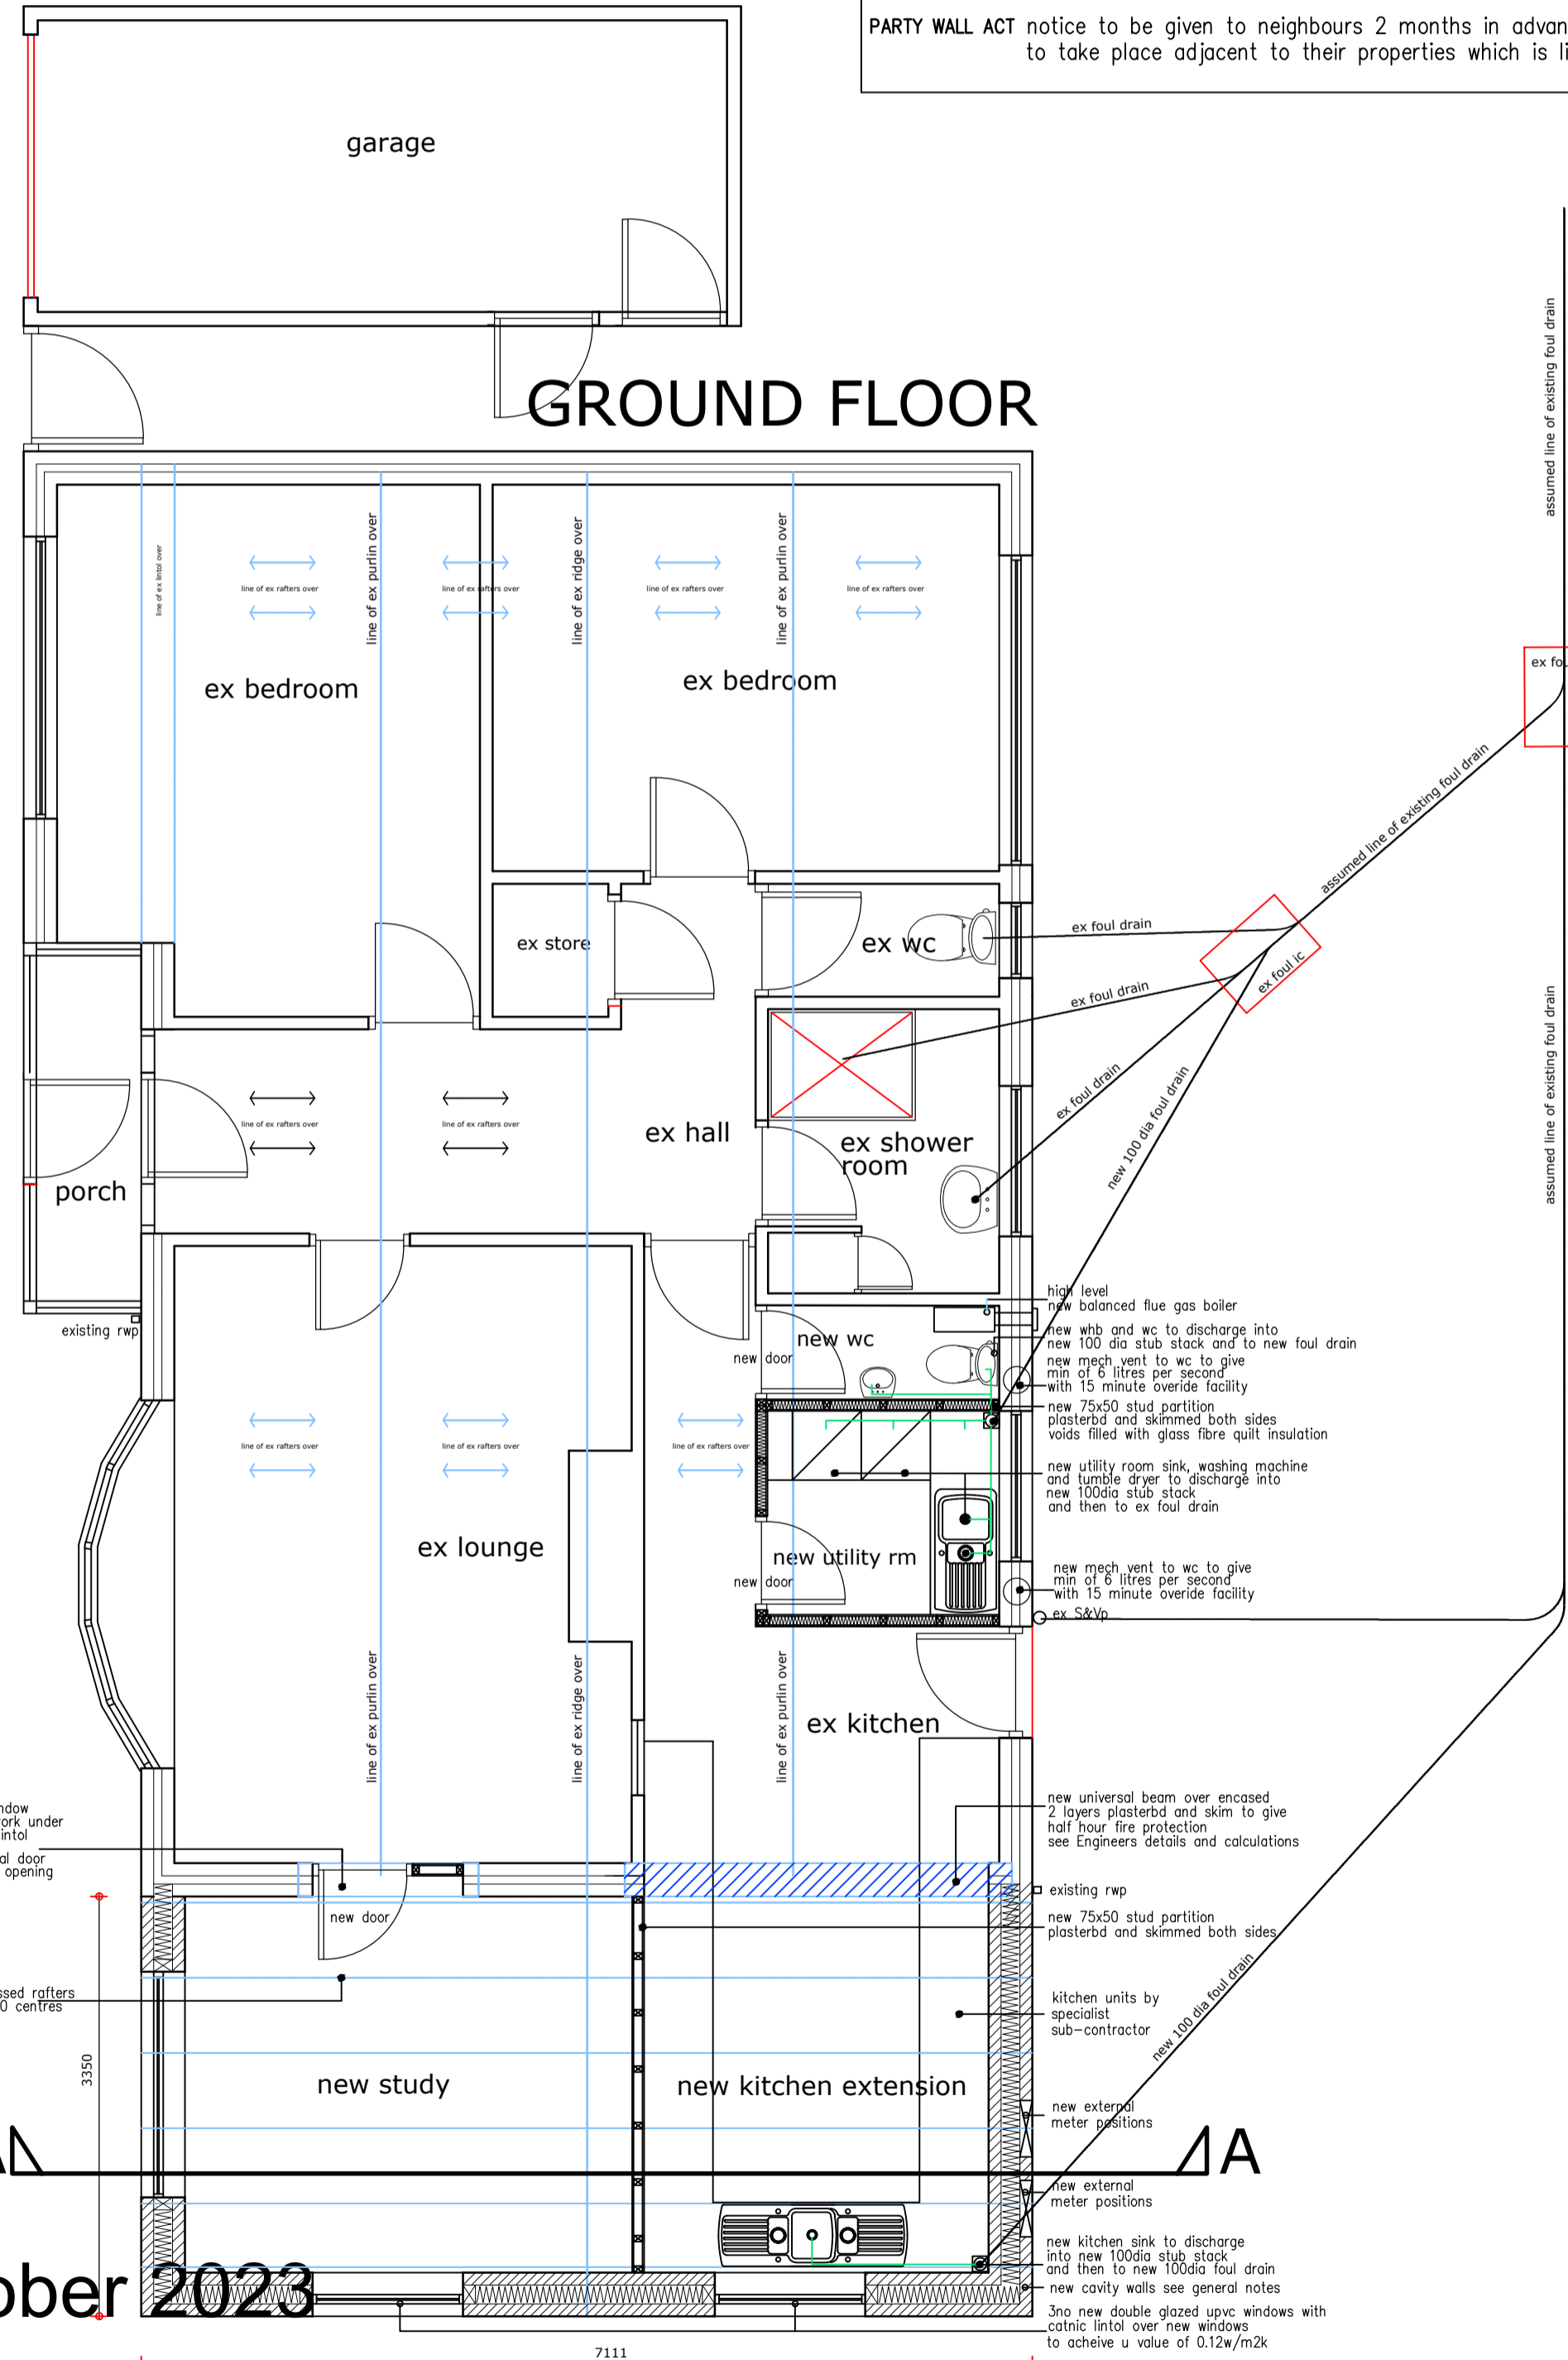 PARTY WALL ACT notice to be given to neighbours 2 months in advan
to take place adjacent to their properties which is li
garage
GROUND FLOOR
assumed line of existing foul drain
line of ex lintol over
line of ex purlin over
line of ex ridge over
line of ex purlin over
line of ex rafters over
line of ex rafters over
line of ex rafters over
line of ex rafters over
ex bedroom
ex bedroom
ex fo
assumed line of existing foul drain
ex store
ex wc
ex foul drain
ex foul ic
ex foul drain
assumed line of existing foul drain
ex foul drain
new 100 dia foul drain
line of ex rafters over
line of ex rafters over
ex hall
ex shower
room
porch
existing rwp
high level
new balanced flue gas boiler
new wc
new door
new whb and wc to discharge into
new 100 dia stub stack and to new foul drain
new mech vent to wc to give
min of 6 litres per second
with 15 minute overide facility
new 75x50 stud partition
plasterbd and skimmed both sides
voids filled with glass fibre quilt insulation
line of ex rafters over
line of ex rafters over
line of ex rafters over
new utility room sink, washing machine
and tumble dryer to discharge into
new 100dia stub stack
and then to ex foul drain
ex lounge
new utility rm
new door
new mech vent to wc to give
min of 6 litres per second
with 15 minute overide facility
ex S&Vp
line of ex purlin over
line of ex ridge over
line of ex purlin over
ex kitchen
ndow
ork under
intol
al door
opening
new universal beam over encased
2 layers plasterbd and skim to give
half hour fire protection
see Engineers details and calculations
existing rwp
new door
new 75x50 stud partition
plasterbd and skimmed both sides
ssed rafters
0 centres
kitchen units by
specialist
sub-contractor
new 100 dia foul drain
3350
new study
new kitchen extension
new external
meter positions
A
A
new external
meter positions
new kitchen sink to discharge
into new 100dia stub stack
and then to new 100dia foul drain
new cavity walls see general notes
ober 2023
3no new double glazed upvc windows with
catnic lintol over new windows
to acheive u value of 0.12w/m2k
7111